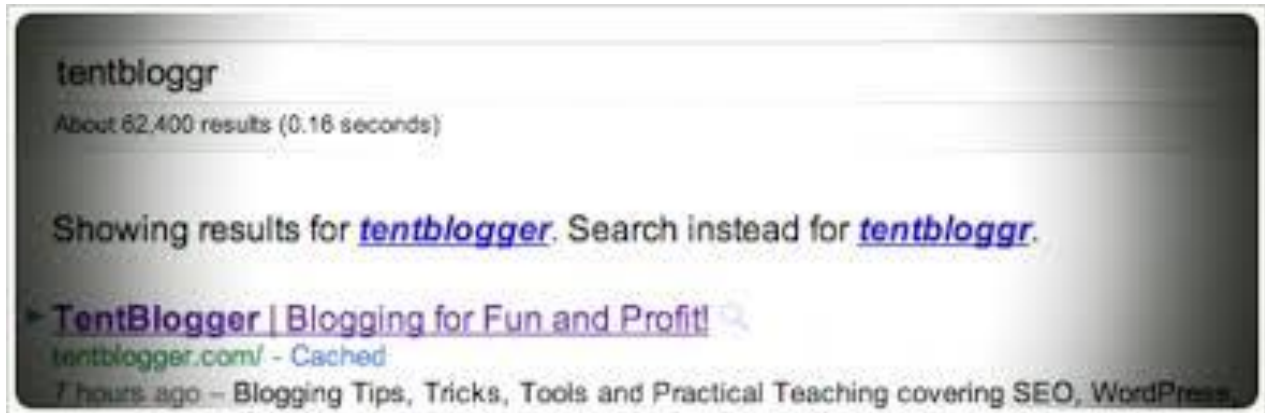 tentbloggr
About 62,400 results (0.16 seconds)
Showing results for tentblogger. Search instead for tentbloggr.
TentBlogger | Blogging for Fun and Profit!
tentblogger.com/ - Cached
7 hours ago – Blogging Tips, Tricks, Tools and Practical Teaching covering SEO, WordPress,